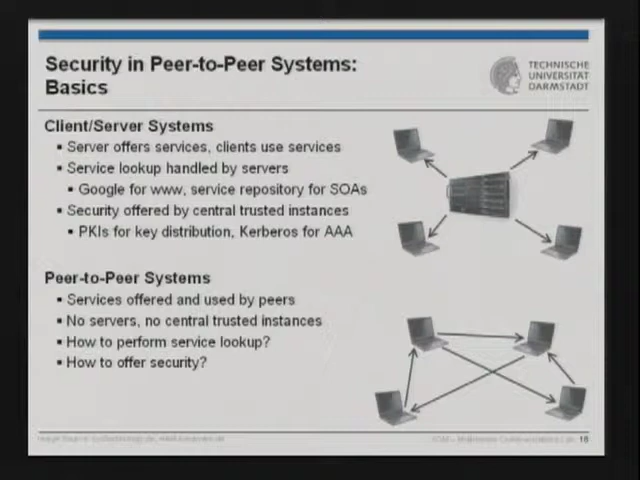 Security in Peer-to-Peer Systems:
Basics
TECHNISCHE
UNIVERSITÄT
DARMSTADT
Client/Server Systems
▪ Server offers services, clients use services
▪ Service lookup handled by servers
▪ Google for www, service repository for SOAs
▪ Security offered by central trusted instances
▪ PKIs for key distribution, Kerberos for AAA
Peer-to-Peer Systems
▪ Services offered and used by peers
▪ No servers, no central trusted instances
▪ How to perform service lookup?
▪ How to offer security?